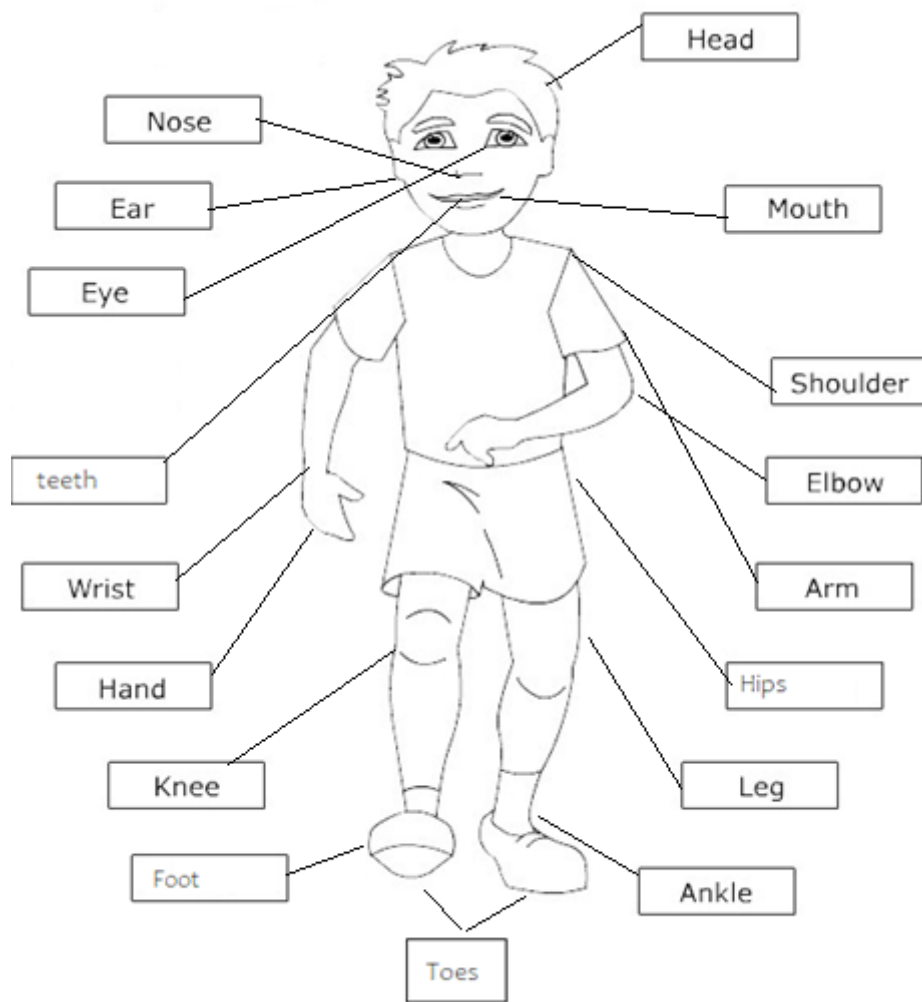 Head
Nose
Ear
Mouth
Eye
Shoulder
teeth
Elbow
Wrist
Arm
Hand
Hips
Knee
Leg
Foot
Ankle
Toes